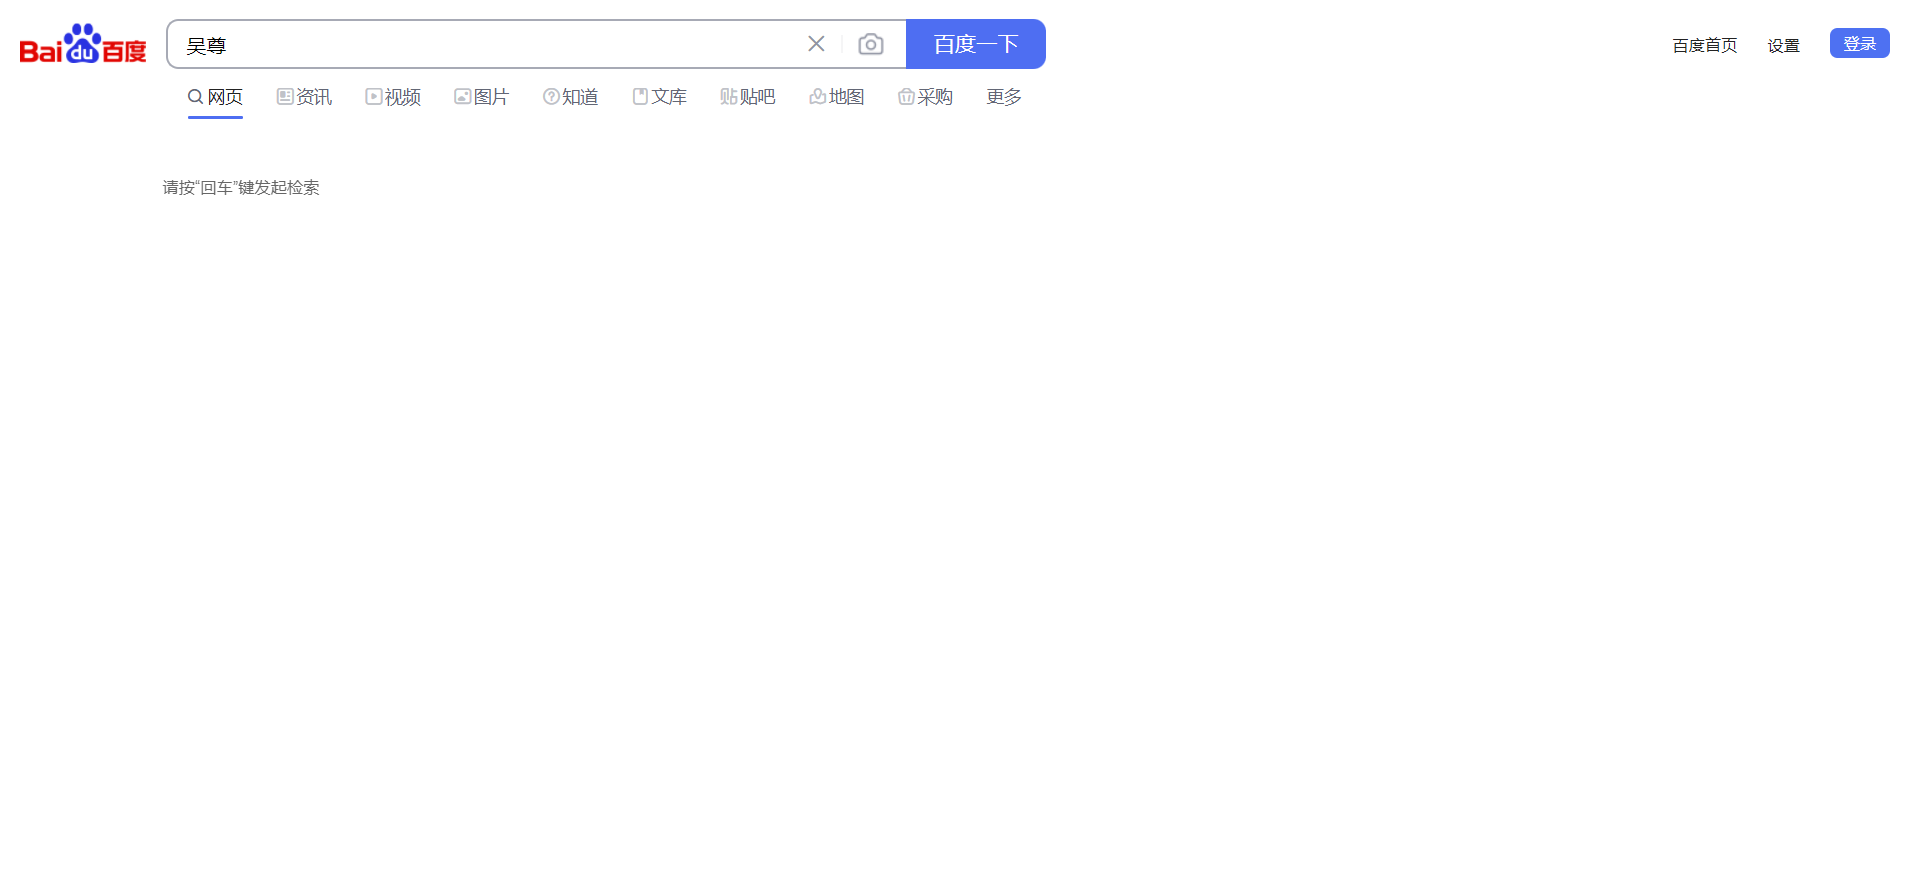 Bai du 百度 吴尊 百度一下 百度首页 设置 登录
网页 资讯 视频 图片 知道 文库 贴 贴吧 地图 采购 更多
请按“回车”键发起检索